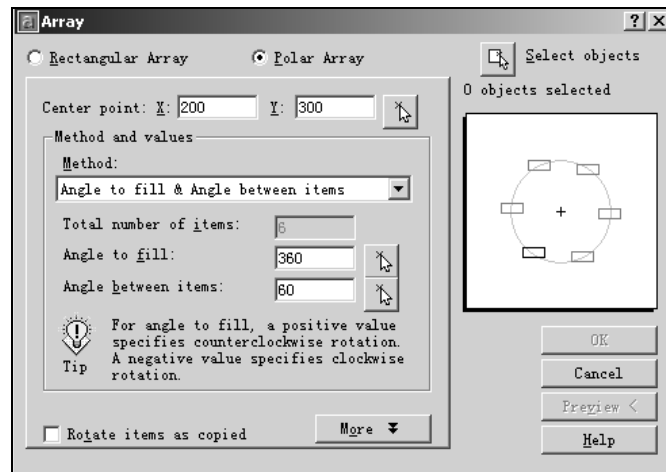 Array
Rectangular Array Polar Array Select objects
0 objects selected
Center point: X: 200 Y: 300
Method and values
Method:
Angle to fill & Angle between items
Total number of items: 6
Angle to fill: 360
Angle between items: 60
For angle to fill, a positive value
specifies counterclockwise rotation.
A negative value specifies clockwise
rotation.
Tip
Rotate items as copied
More
OK
Cancel
Preview <
Help